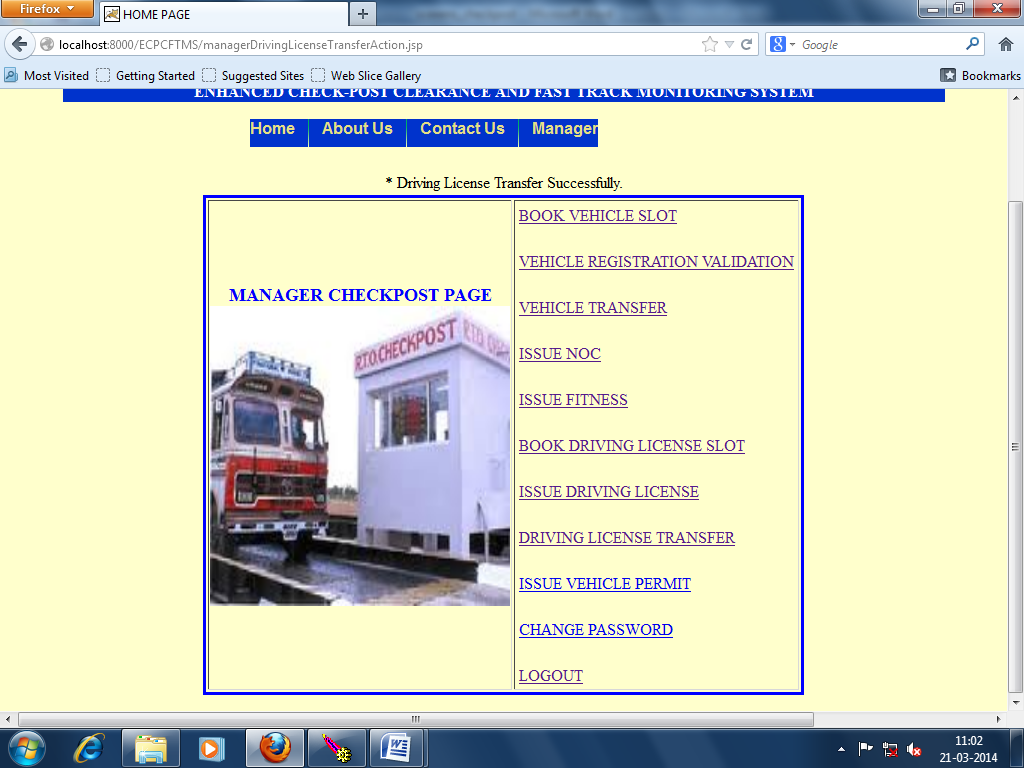 Firefox
HOME PAGE
localhost:8000/ECPCFTMS/managerDrivingLicenseTransferAction.jsp
Google
Most Visited
Getting Started
Suggested Sites
Web Slice Gallery
Bookmarks
ENHANCED CHECK-POST CLEARANCE AND FAST TRACK MONITORING SYSTEM
Home
About Us
Contact Us
Manager
* Driving License Transfer Successfully.
MANAGER CHECKPOST PAGE
R.T.O.CHECKPOST
R.T.O.
BOOK VEHICLE SLOT
VEHICLE REGISTRATION VALIDATION
VEHICLE TRANSFER
ISSUE NOC
ISSUE FITNESS
BOOK DRIVING LICENSE SLOT
ISSUE DRIVING LICENSE
DRIVING LICENSE TRANSFER
ISSUE VEHICLE PERMIT
CHANGE PASSWORD
LOGOUT
11:02
21-03-2014